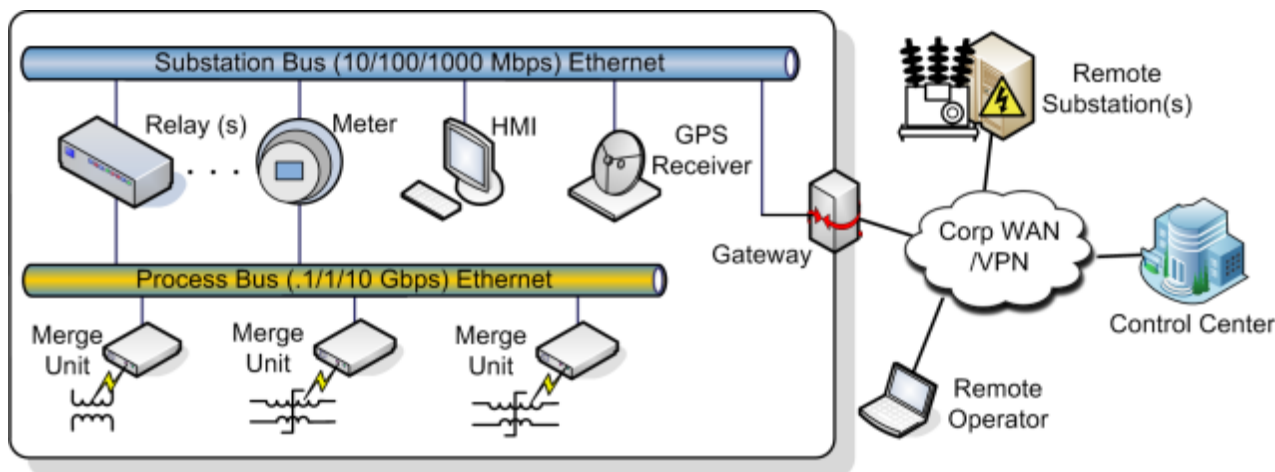 Substation Bus (10/100/1000 Mbps) Ethernet
Relay (s)
. . .
Meter
HMI
GPS
Receiver
Remote
Substation(s)
Gateway
Corp WAN
/VPN
Control Center
Process Bus (.1/1/10 Gbps) Ethernet
Merge
Unit
Merge
Unit
Merge
Unit
Remote
Operator